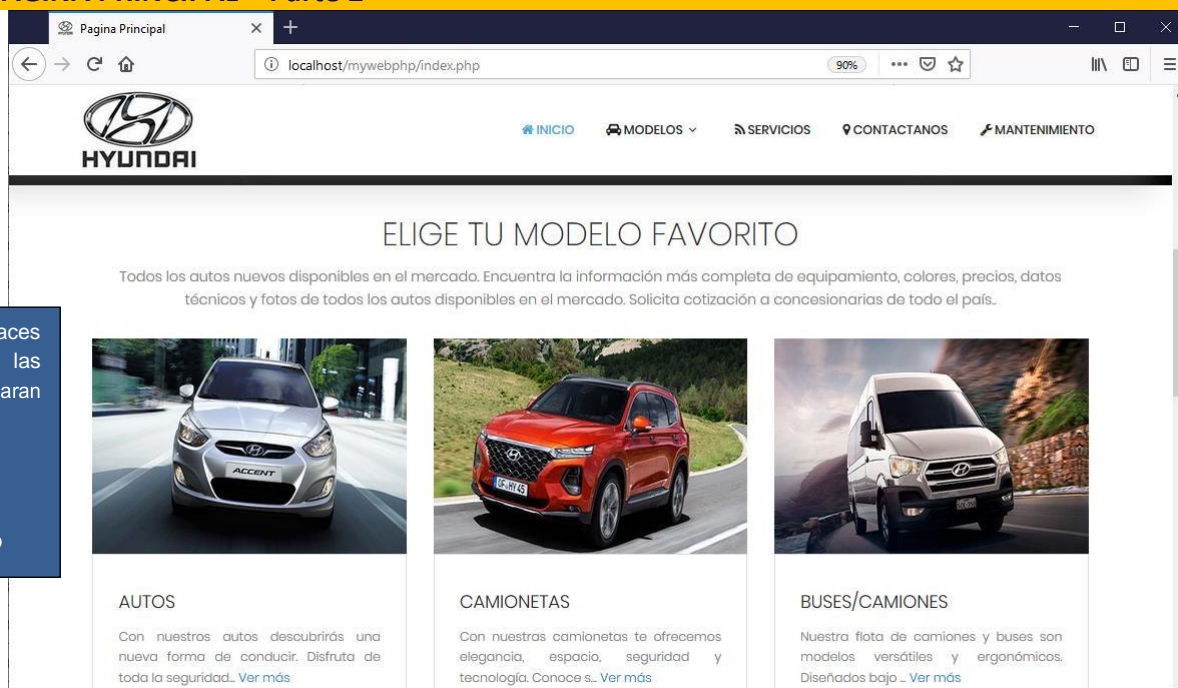 Pagina Principal
localhost/mywebphp/index.php
90%
HYUNDAI
INICIO MODELOS SERVICIOS CONTACTANOS MANTENIMIENTO
ELIGE TU MODELO FAVORITO
Todos los autos nuevos disponibles en el mercado. Encuentra la información más completa de equipamiento, colores, precios, datos
técnicos y fotos de todos los autos disponibles en el mercado. Solicita cotización a concesionarias de todo el país..
las
ACCENT
AUTOS
Con nuestros autos descubrirás una
nueva forma de conducir. Disfruta de
toda la seguridad... Ver más
CAMIONETAS
Con nuestras camionetas te ofrecemos
elegancia, espacio, seguridad y
tecnología. Conoce s... Ver más
BUSES/CAMIONES
Nuestra flota de camiones y buses son
modelos versátiles y ergonómicos.
Diseñados bajo ... Ver más